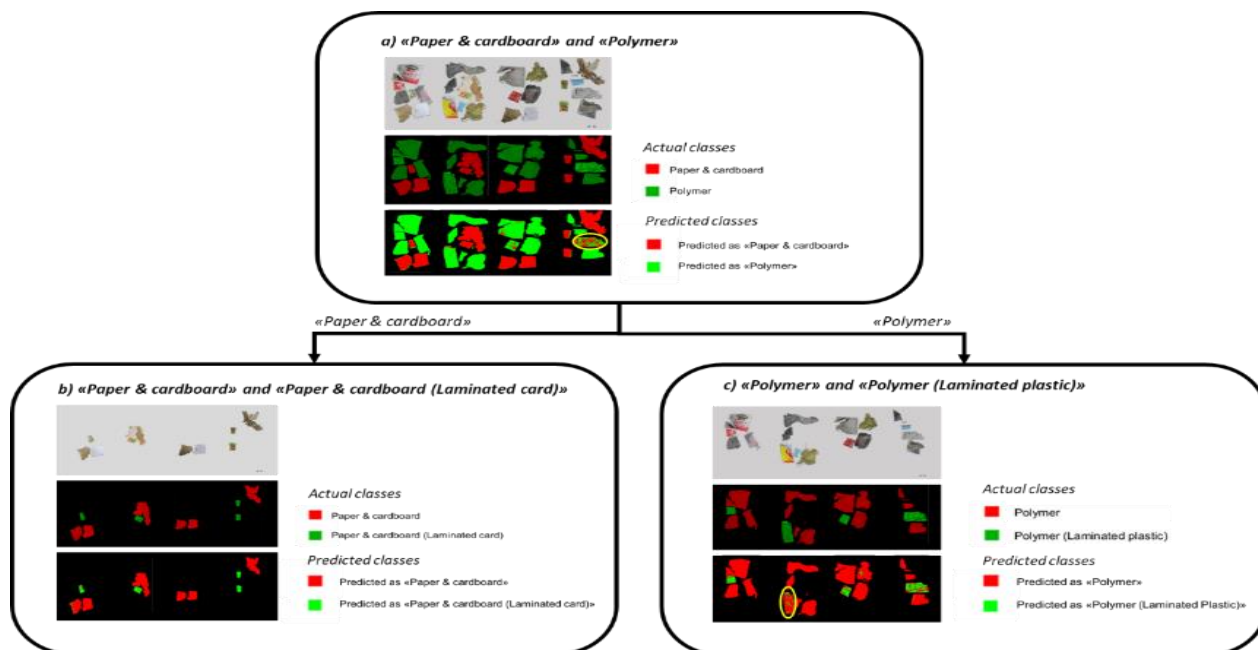 a) «Paper & cardboard» and «Polymer»
Actual classes
Paper & cardboard
Polymer
Predicted classes
Predicted as «Paper & cardboard»
Predicted as «Polymer»
«Paper & cardboard»
«Polymer»
b) «Paper & cardboard» and «Paper & cardboard (Laminated card)»
Actual classes
Paper & cardboard
Paper & cardboard (Laminated card)
Predicted classes
Predicted as «Paper & cardboard»
Predicted as «Paper & cardboard (Laminated card)»
c) «Polymer» and «Polymer (Laminated plastic)»
Actual classes
Polymer
Polymer (Laminated plastic)
Predicted classes
Predicted as «Polymer»
Predicted as «Polymer (Laminated Plastic)»